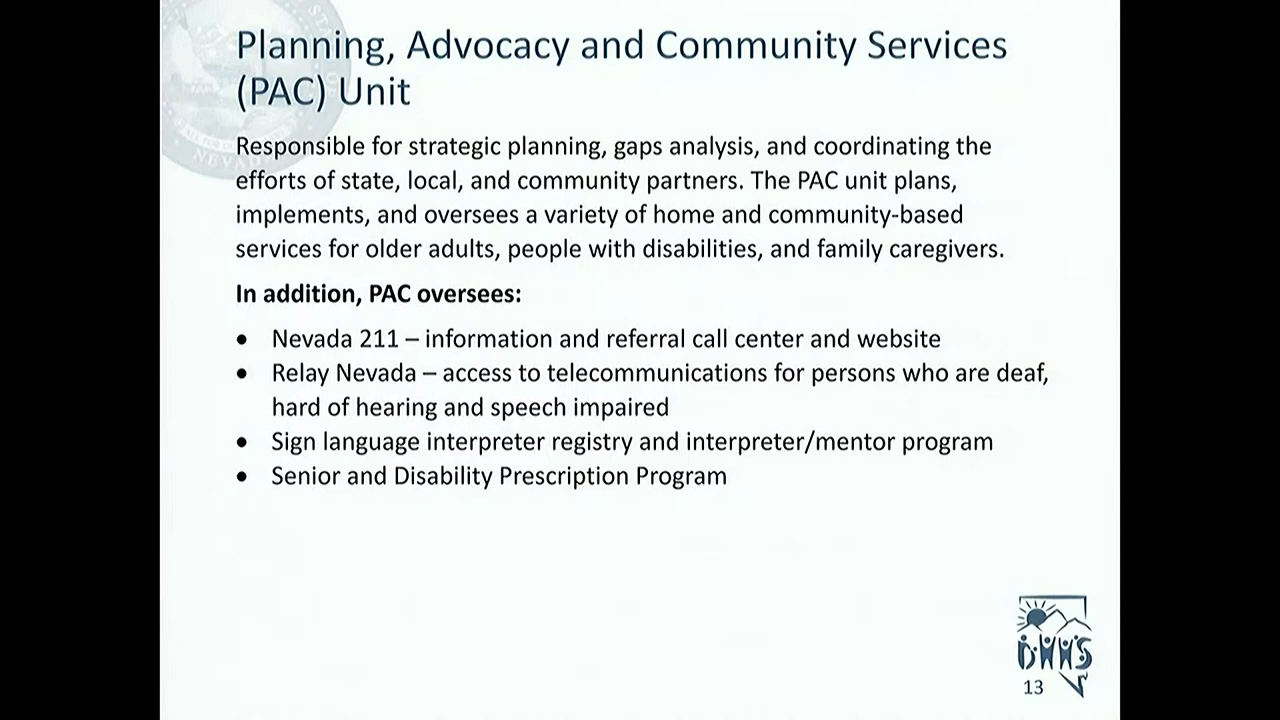 Planning, Advocacy and Community Services
(PAC) Unit
Responsible for strategic planning, gaps analysis, and coordinating the
efforts of state, local, and community partners. The PAC unit plans,
implements, and oversees a variety of home and community-based
services for older adults, people with disabilities, and family caregivers.
In addition, PAC oversees:
• Nevada 211 – information and referral call center and website
• Relay Nevada – access to telecommunications for persons who are deaf,
hard of hearing and speech impaired
• Sign language interpreter registry and interpreter/mentor program
• Senior and Disability Prescription Program
DHHS
13